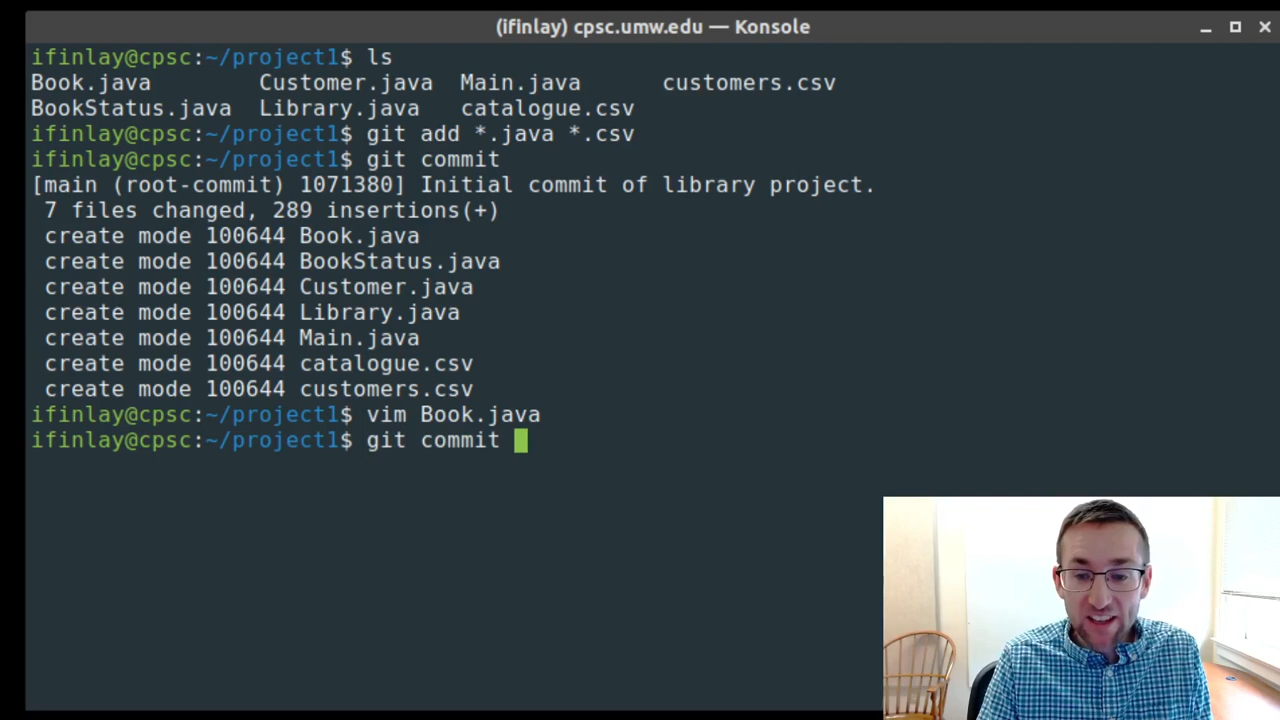 (ifinlay) cpsc.umw.edu — Konsole
ifinlay@cpsc:~/project1$ ls
Book.java        Customer.java  Main.java      customers.csv
BookStatus.java  Library.java   catalogue.csv
ifinlay@cpsc:~/project1$ git add *.java *.csv
ifinlay@cpsc:~/project1$ git commit
[main (root-commit) 1071380] Initial commit of library project.
 7 files changed, 289 insertions(+)
 create mode 100644 Book.java
 create mode 100644 BookStatus.java
 create mode 100644 Customer.java
 create mode 100644 Library.java
 create mode 100644 Main.java
 create mode 100644 catalogue.csv
 create mode 100644 customers.csv
ifinlay@cpsc:~/project1$ vim Book.java
ifinlay@cpsc:~/project1$ git commit